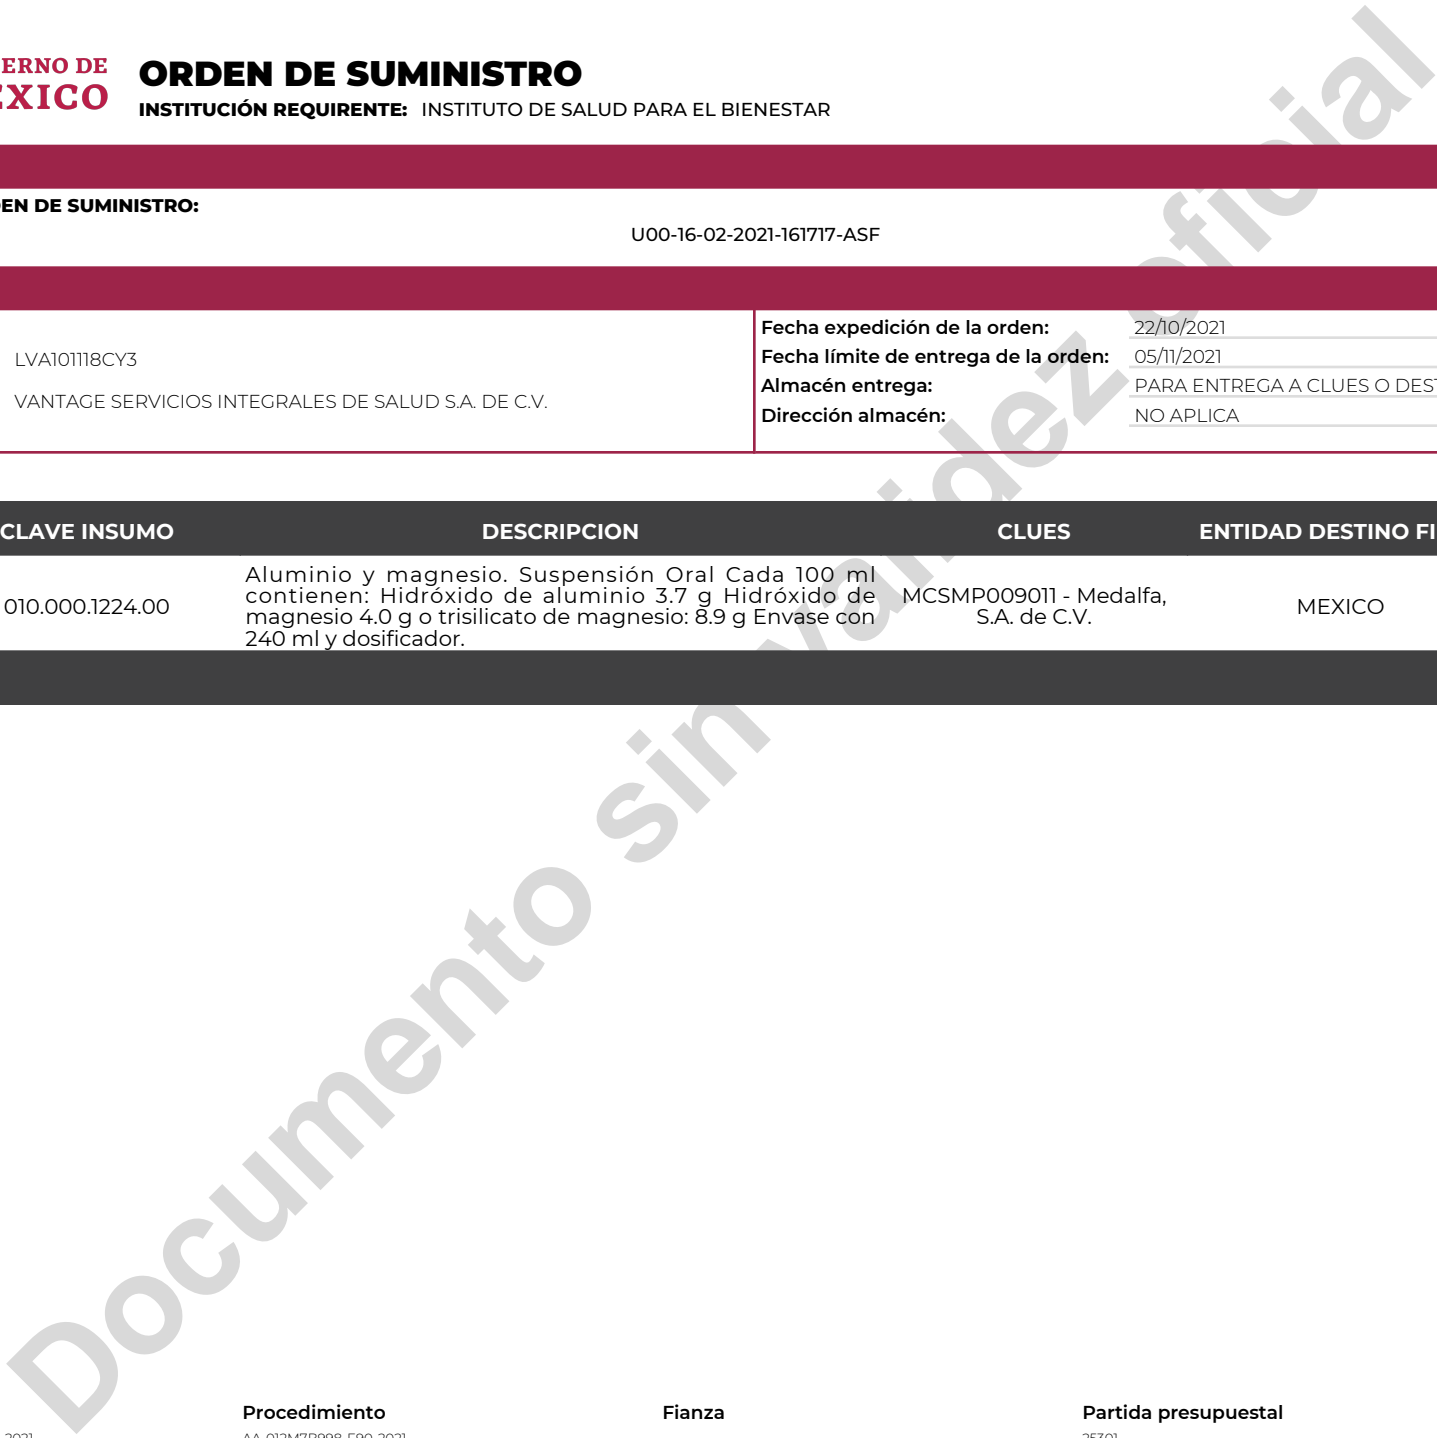 ERNO DE
ORDEN DE SUMINISTRO
EXICO
INSTITUCIÓN REQUIRENTE: INSTITUTO DE SALUD PARA EL BIENESTAR
EN DE SUMINISTRO:
U00-16-02-2021-161717-ASF
LVA101118CY3
VANTAGE SERVICIOS INTEGRALES DE SALUD S.A. DE C.V.
Fecha expedición de la orden: 22/10/2021
Fecha límite de entrega de la orden: 05/11/2021
Almacén entrega: PARA ENTREGA A CLUES O DEST
Dirección almacén: NO APLICA
CLAVE INSUMO DESCRIPCION CLUES ENTIDAD DESTINO FI
010.000.1224.00
Aluminio y magnesio. Suspensión Oral Cada 100 ml
contienen: Hidróxido de aluminio 3.7 g Hidróxido de
magnesio 4.0 g o trisilicato de magnesio: 8.9 g Envase con
240 ml y dosificador.
MCSMP009011 - Medalfa,
S.A. de C.V.
MEXICO
Documento sin validez oficial
Procedimiento Fianza Partida presupuestal